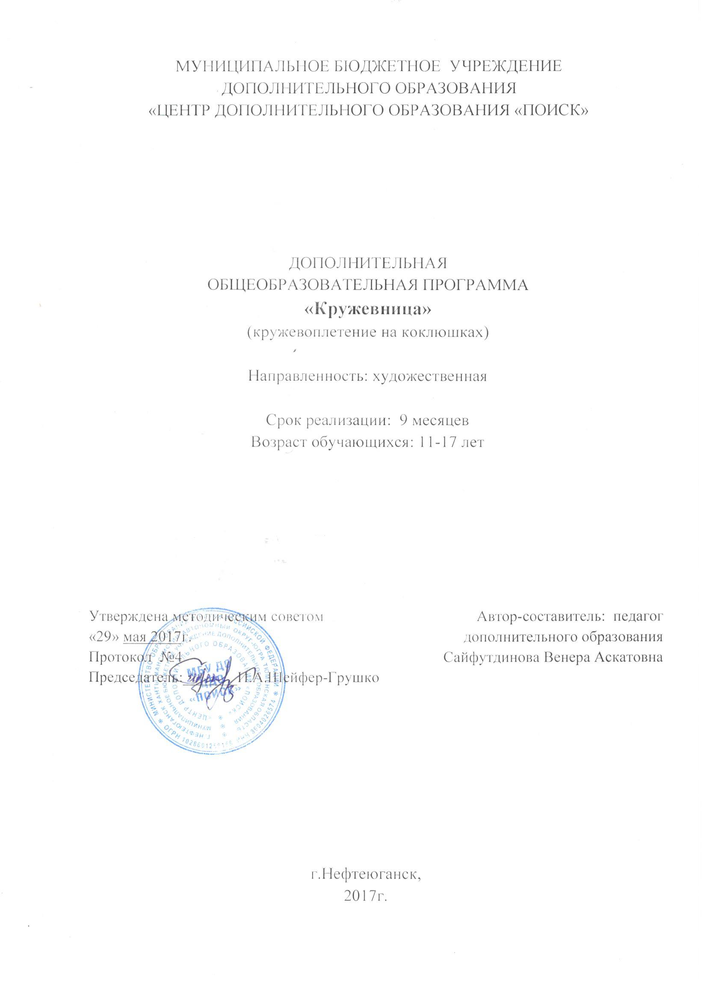 МУНИЦИПАЛЬНОЕ БЮДЖЕТНОЕ УЧРЕЖДЕНИЕ
ДОПОЛНИТЕЛЬНОГО ОБРАЗОВАНИЯ
«ЦЕНТР ДОПОЛНИТЕЛЬНОГО ОБРАЗОВАНИЯ «ПОИСК»
ДОПОЛНИТЕЛЬНАЯ
ОБЩЕОБРАЗОВАТЕЛЬНАЯ ПРОГРАММА
«Кружевница»
(кружевоплетение на коклюшках)
Направленность: художественная
Срок реализации: 9 месяцев
Возраст обучающихся: 11-17 лет
Утверждена методическим советом
«29» мая 2017г.
Протокол №4
Председатель: И.А.Шейфер-Грушко
Автор-составитель: педагог
дополнительного образования
Сайфутдинова Венера Аскатовна
МБУ ДО
ЦДО
«ПОИСК»
г.Нефтеюганск,
2017г.